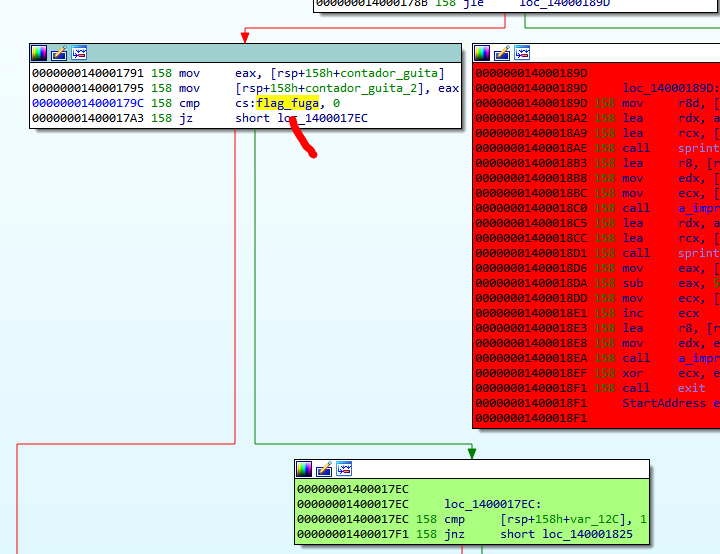 000000014000178B 158 jle     loc_14000189D
0000000140001791 158 mov     eax, [rsp+158h+contador_guita]
0000000140001795 158 mov     [rsp+158h+contador_guita_2], eax
000000014000179C 158 cmp     cs:flag_fuga, 0
00000001400017A3 158 jz      short loc_1400017EC
000000014000189D
000000014000189D     loc_14000189D:
000000014000189D 158 mov     r8d, [
00000001400018A2 158 lea     rdx, a
00000001400018A9 158 lea     rcx, [
00000001400018AE 158 call    sprint
00000001400018B3 158 lea     r8, [r
00000001400018B8 158 mov     edx, [
00000001400018BC 158 mov     ecx, [
00000001400018C0 158 call    a_impr
00000001400018C5 158 lea     rdx, a
00000001400018CC 158 lea     rcx, [
00000001400018D1 158 call    sprint
00000001400018D6 158 mov     eax, [
00000001400018DA 158 sub     eax, 5
00000001400018DD 158 mov     ecx, [
00000001400018E1 158 inc     ecx
00000001400018E3 158 lea     r8, [r
00000001400018E8 158 mov     edx, e
00000001400018EA 158 call    a_impr
00000001400018EF 158 xor     ecx, e
00000001400018F1 158 call    exit
00000001400018F1     StartAddress e
00000001400018F1
00000001400017EC
00000001400017EC     loc_1400017EC:
00000001400017EC 158 cmp     [rsp+158h+var_12C], 1
00000001400017F1 158 jnz     short loc_140001825